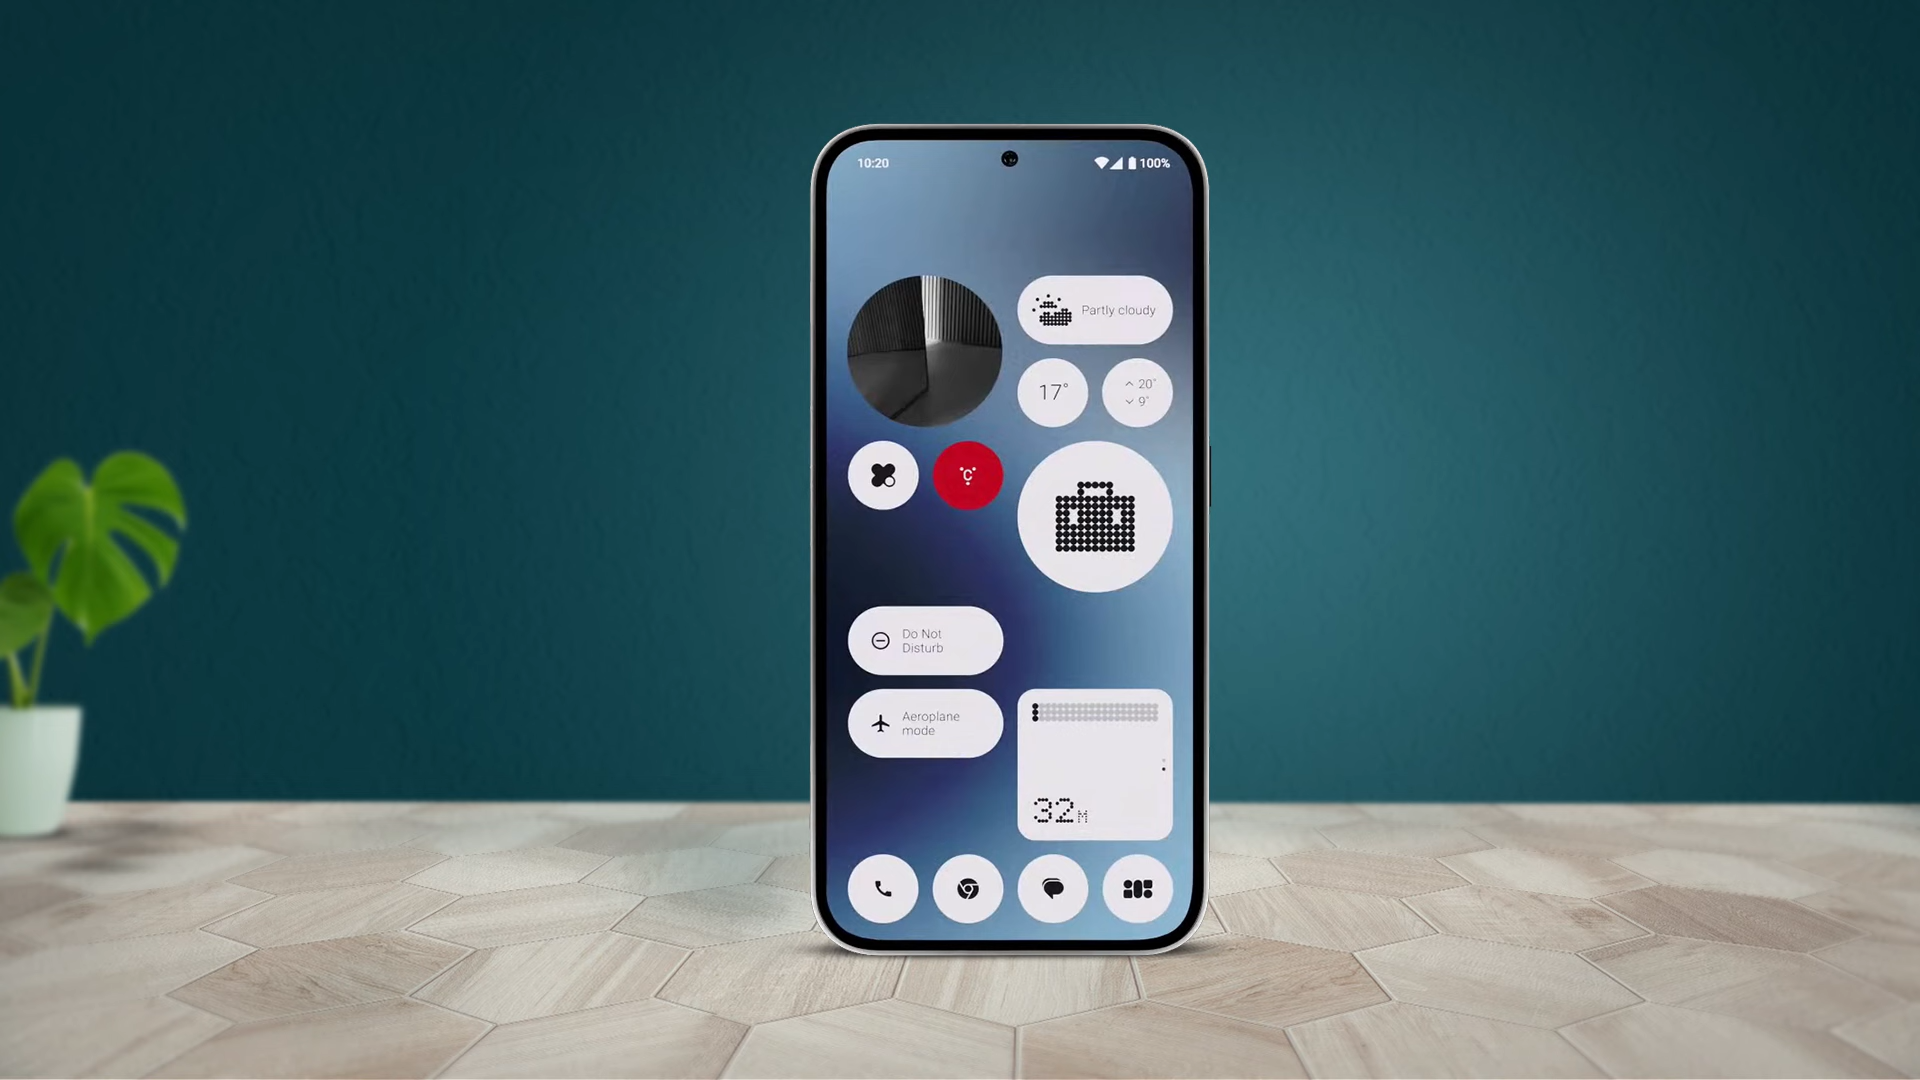 10:20
100%
Partly cloudy
17°
20°
9°
C
Do Not
Disturb
Aeroplane
mode
32M